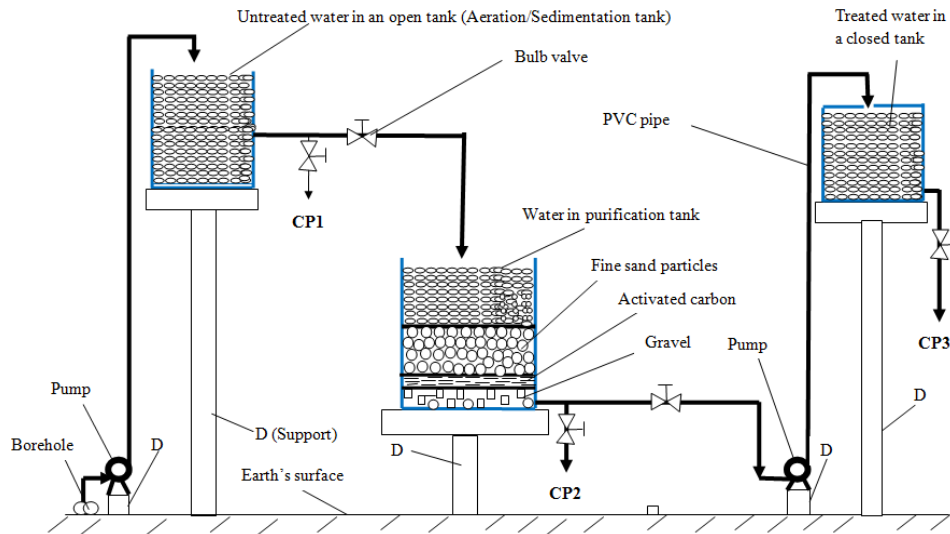 Untreated water in an open tank (Aeration/Sedimentation tank)
Treated water in
a closed tank
Bulb valve
PVC pipe
CP1
Water in purification tank
Fine sand particles
Activated carbon
Gravel
Pump
CP3
Pump
D (Support)
D
D
Borehole
D
D
Earth's surface
CP2